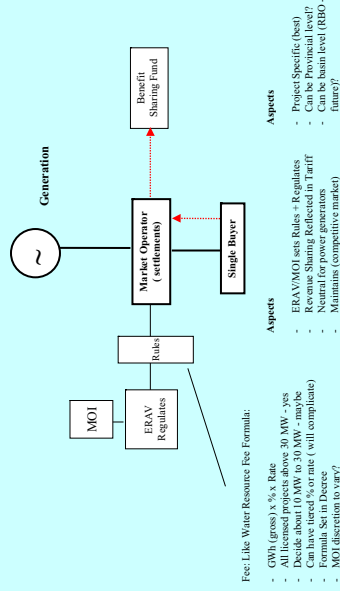 Generation
~
MOI
ERAV
Regulates
Rules
Market Operator
( settlements)
Benefit
Sharing Fund
Single Buyer
Fee: Like Water Resource Fee Formula:
- GWh (gross) x % x Rate
- All licensed projects above 30 MW - yes
- Decide about 10 MW to 30 MW - maybe
- Can have tiered % or rate ( will complicate)
- Formula Set in Decree
- MOI discretion to vary?
Aspects
- ERAV/MOI sets Rules + Regulates
- Revenue Sharing Reflected in Tariff
- Neutral for power generators
- Maintains (competitive market)
Aspects
- Project Specific (best)
- Can be Provincial level?
- Can be basin level (RBO -
future)?